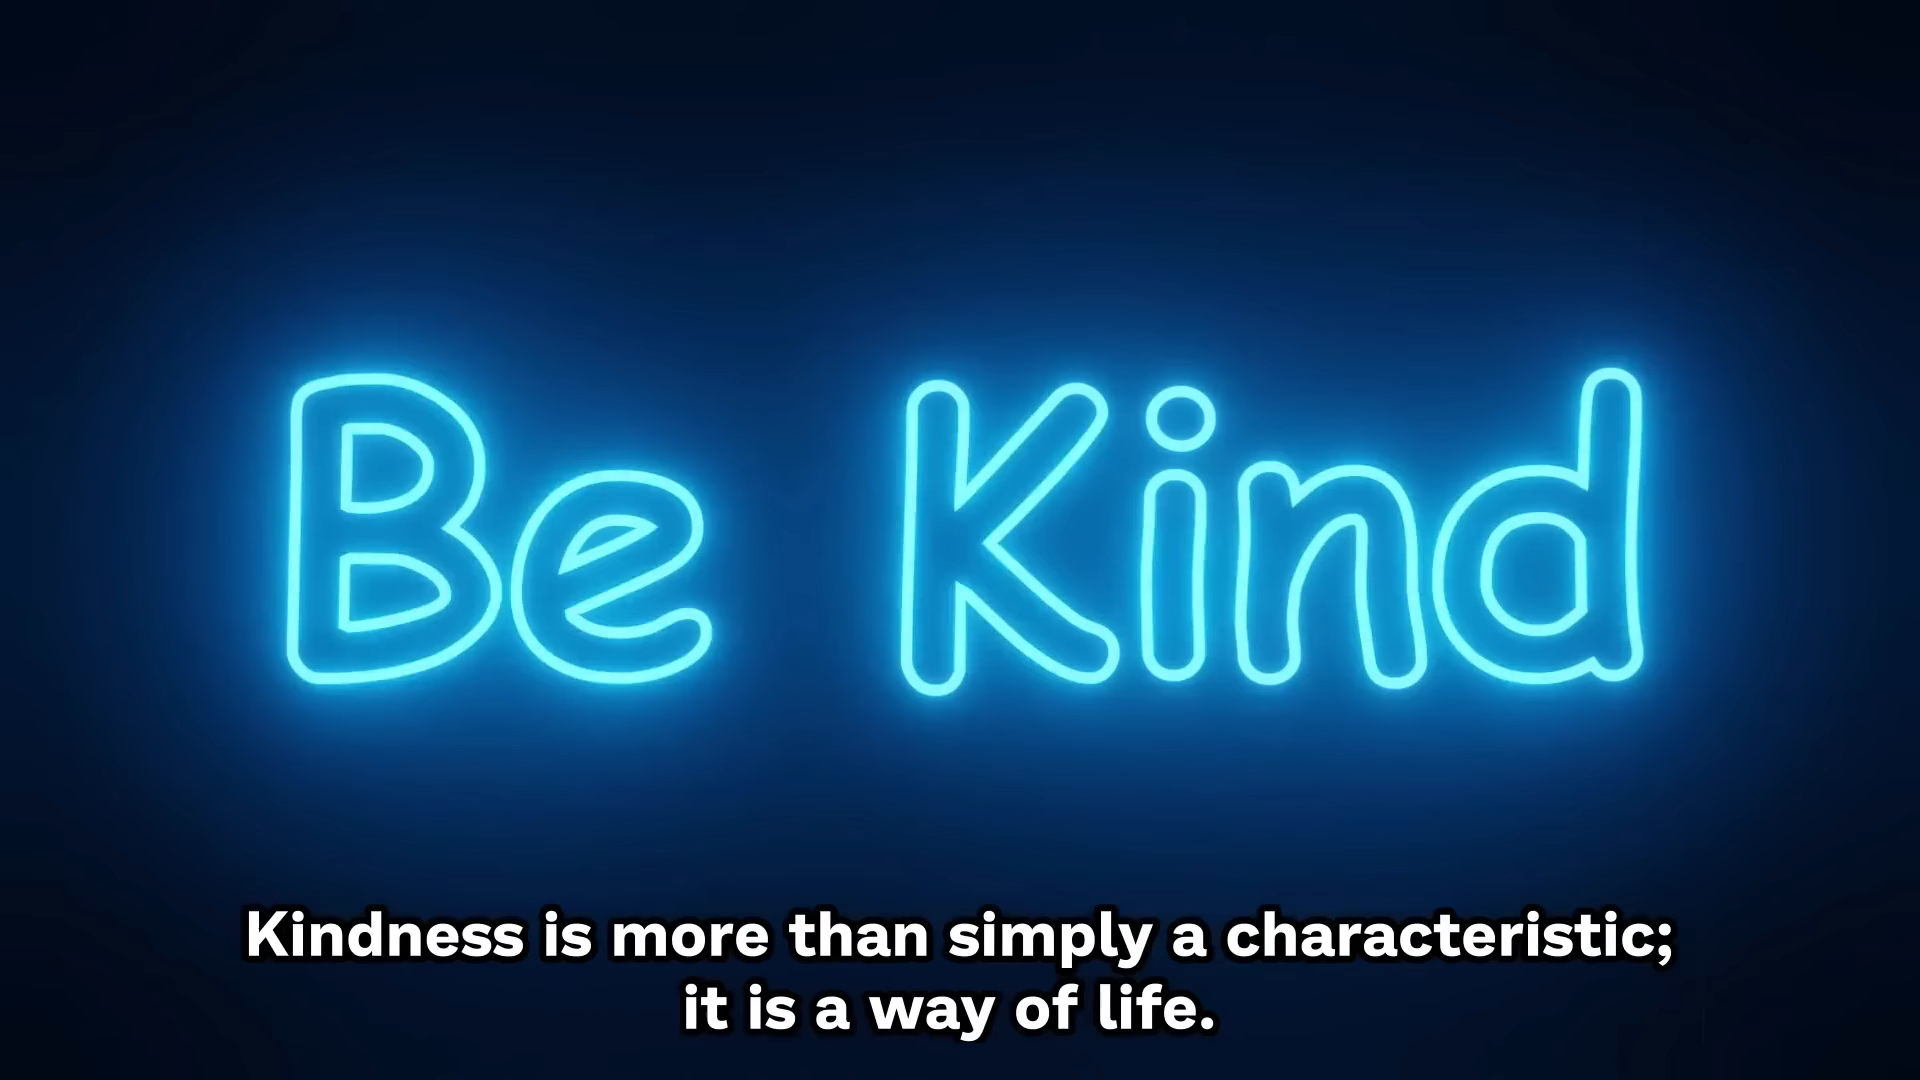 Be Kind
Kindness is more than simply a characteristic;
it is a way of life.